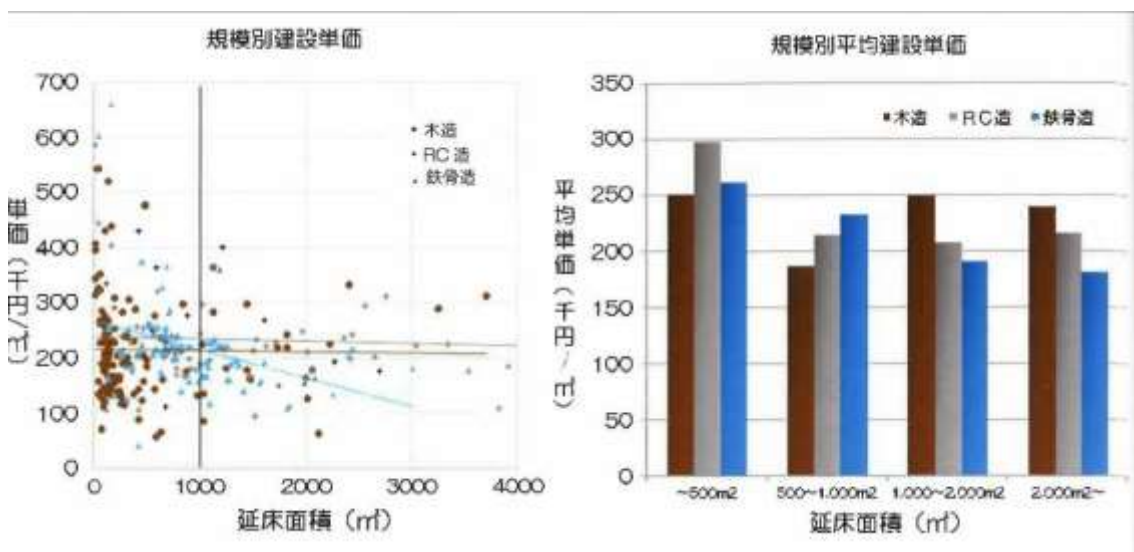 規模別建設単価
単価(千円/㎡)
700
600
500
400
300
200
100
0
木造
RC造
鉄骨造
0 1000 2000 3000 4000
延床面積(㎡)
規模別平均建設単価
平均単価(千円/㎡)
350
300
250
200
150
100
50
0
木造 RC造 鉄骨造
~500m2 500~1,000m2 1,000~2,000m2 2,000m2~
延床面積(㎡)